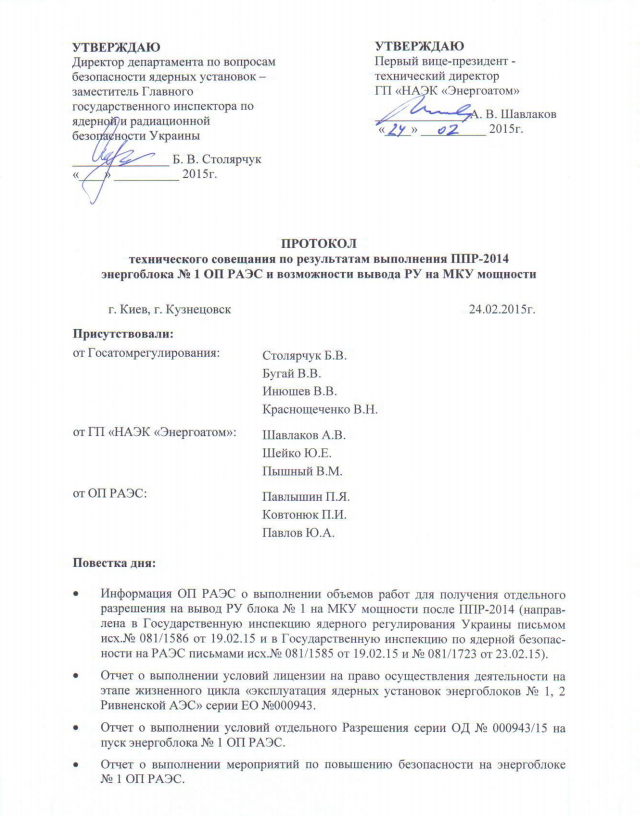 УТВЕРЖДАЮ
Директор департамента по вопросам
безопасности ядерных установок –
заместитель Главного
государственного инспектора по
ядерной и радиационной
безопасности Украины
Б. В. Столярчук
«____» ___________ 2015г.
УТВЕРЖДАЮ
Первый вице-президент -
технический директор
ГП «НАЭК «Энергоатом»
А. В. Шавлаков
« 24 » 02 2015г.
ПРОТОКОЛ
технического совещания по результатам выполнения ППР-2014
энергоблока № 1 ОП РАЭС и возможности вывода РУ на МКУ мощности
г. Киев, г. Кузнецовск 24.02.2015г.
Присутствовали:
от Госатомрегулирования: Столярчук Б.В.
Бугай В.В.
Инюшев В.В.
Краснощеченко В.Н.
от ГП «НАЭК «Энергоатом»: Шавлаков А.В.
Шейко Ю.Е.
Пышный В.М.
от ОП РАЭС: Павлышин П.Я.
Ковтонюк П.И.
Павлов Ю.А.
Повестка дня:
• Информация ОП РАЭС о выполнении объемов работ для получения отдельного
разрешения на вывод РУ блока № 1 на МКУ мощности после ППР-2014 (направ-
лена в Государственную инспекцию ядерного регулирования Украины письмом
исх.№ 081/1586 от 19.02.15 и в Государственную инспекцию по ядерной безопас-
ности на РАЭС письмами исх.№ 081/1585 от 19.02.15 и № 081/1723 от 23.02.15).
• Отчет о выполнении условий лицензии на право осуществления деятельности на
этапе жизненного цикла «эксплуатация ядерных установок энергоблоков № 1, 2
Ривненской АЭС» серии ЕО №000943.
• Отчет о выполнении условий отдельного Разрешения серии ОД № 000943/15 на
пуск энергоблока № 1 ОП РАЭС.
• Отчет о выполнении мероприятий по повышению безопасности на энергоблоке
№ 1 ОП РАЭС.